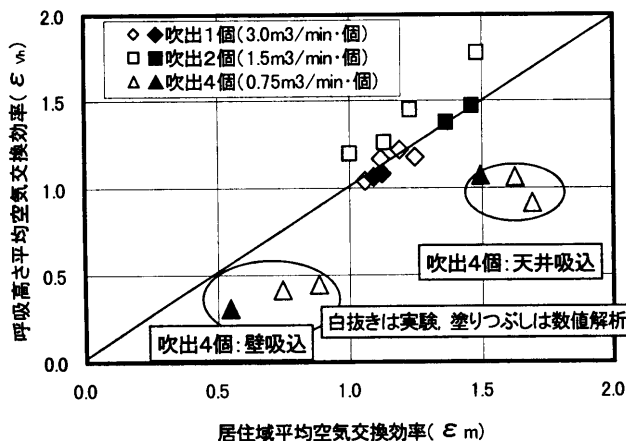 2.0
◇ ◆ 吹出1個(3.0m3/min・個)
□ ■ 吹出2個(1.5m3/min・個)
△ ▲ 吹出4個(0.75m3/min・個)
1.5
1.0
0.5
0.0
呼吸高さ平均空気交換効率(εvh)
吹出4個:天井吸込
吹出4個:壁吸込
白抜きは実験, 塗りつぶしは数値解析
0.0 0.5 1.0 1.5 2.0
居住域平均空気交換効率(εm)